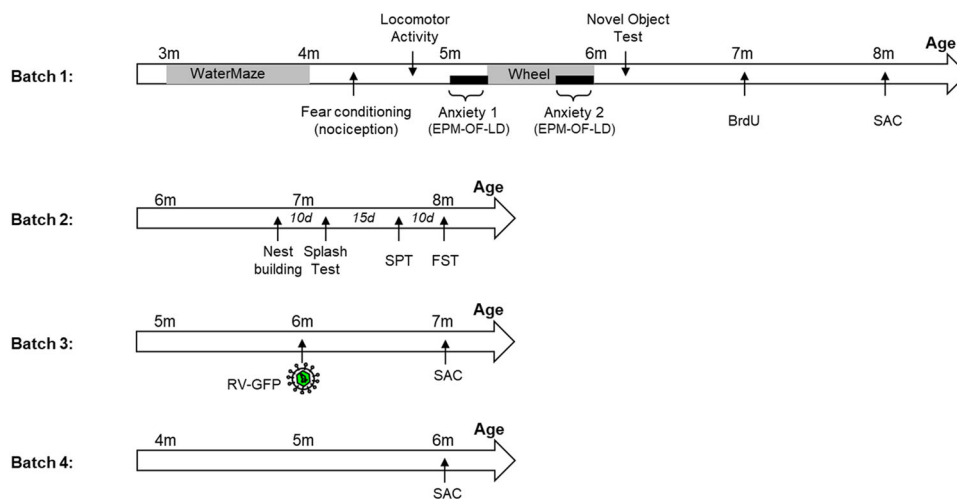 Locomotor
Activity
Novel Object
Test
3m 4m 5m 6m 7m 8m Age
Batch 1:
WaterMaze Wheel
Fear conditioning
(nociception)
Anxiety 1
(EPM-OF-LD)
Anxiety 2
(EPM-OF-LD)
BrdU SAC
6m 7m 8m Age
Batch 2:
10d 15d 10d
Nest
building
Splash
Test
SPT FST
5m 6m 7m Age
Batch 3:
RV-GFP SAC
4m 5m 6m Age
Batch 4:
SAC